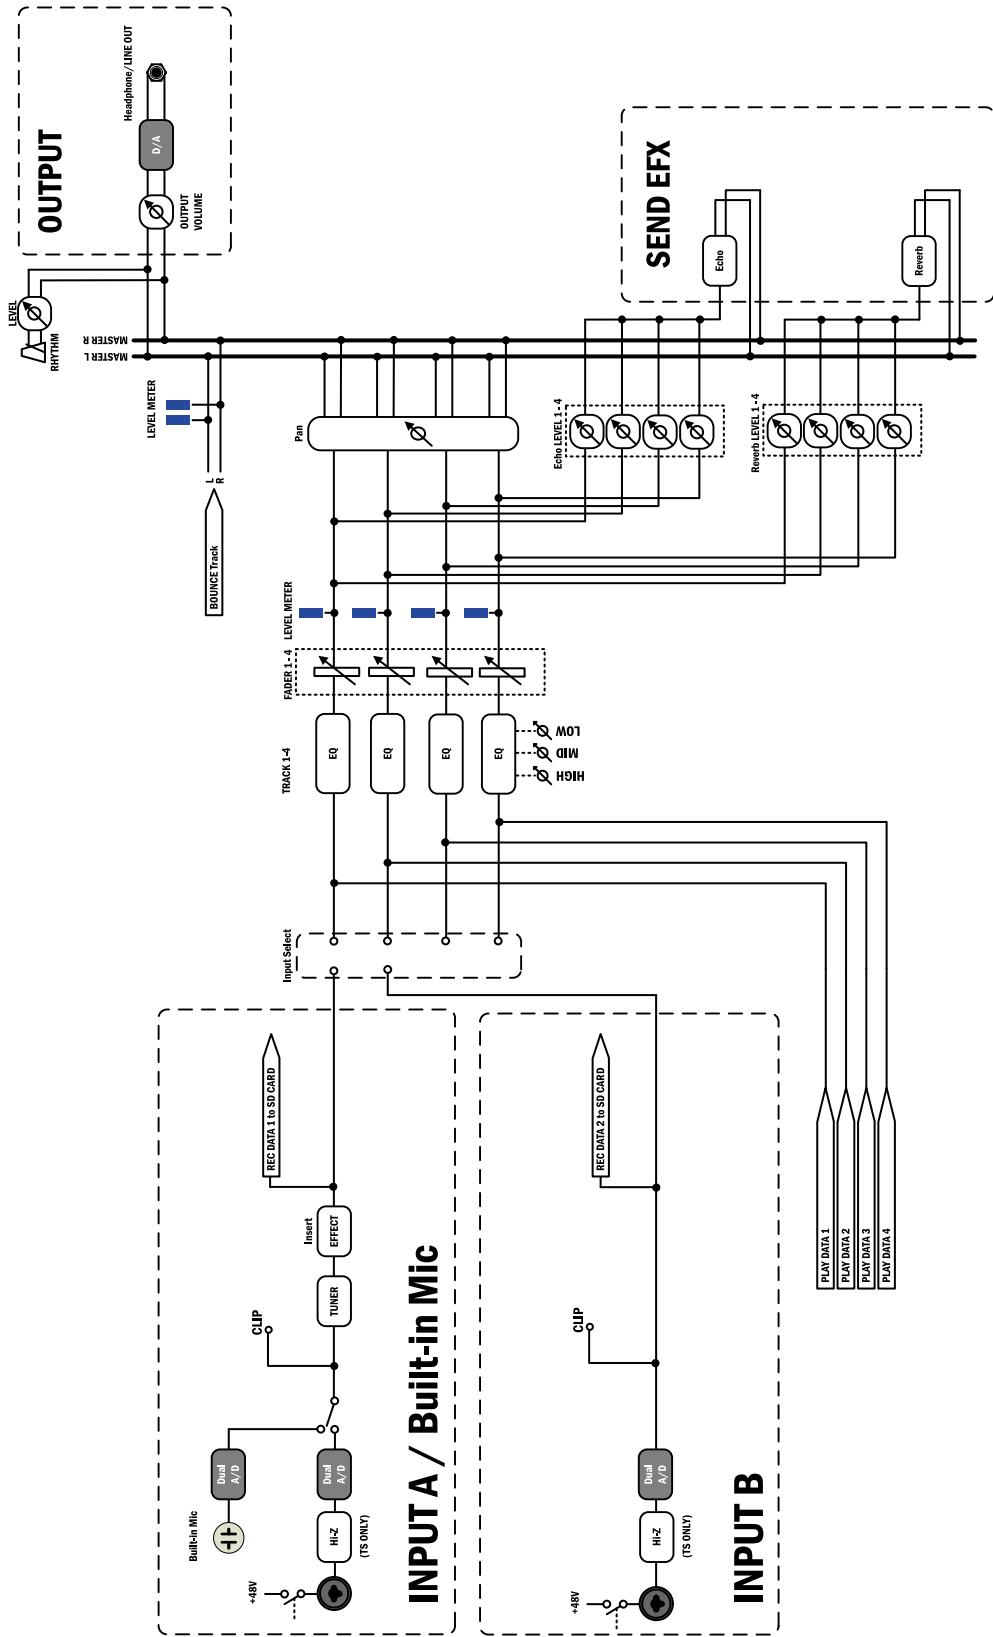 OUTPUT
Headphone/LINE OUT
D/A
OUTPUT
VOLUME
LEVEL
RHYTHM
MASTER R
MASTER L
LEVEL METER
L
R
BOUNCE Track
SEND EFX
Echo
Reverb
Pan
Echo LEVEL 1 - 4
Reverb LEVEL 1 - 4
LEVEL METER
FADER 1 - 4
TRACK 1-4
EQ
EQ
EQ
EQ
LOW
MID
HIGH
Input Select
INPUT A / Built-in Mic
REC DATA 1 to SD CARD
Insert
EFFECT
TUNER
CLIP
Dual
A/D
Dual
A/D
Built-in Mic
Hi-Z
(TS ONLY)
+48V
INPUT B
REC DATA 2 to SD CARD
CLIP
Dual
A/D
Hi-Z
(TS ONLY)
+48V
PLAY DATA 1
PLAY DATA 2
PLAY DATA 3
PLAY DATA 4